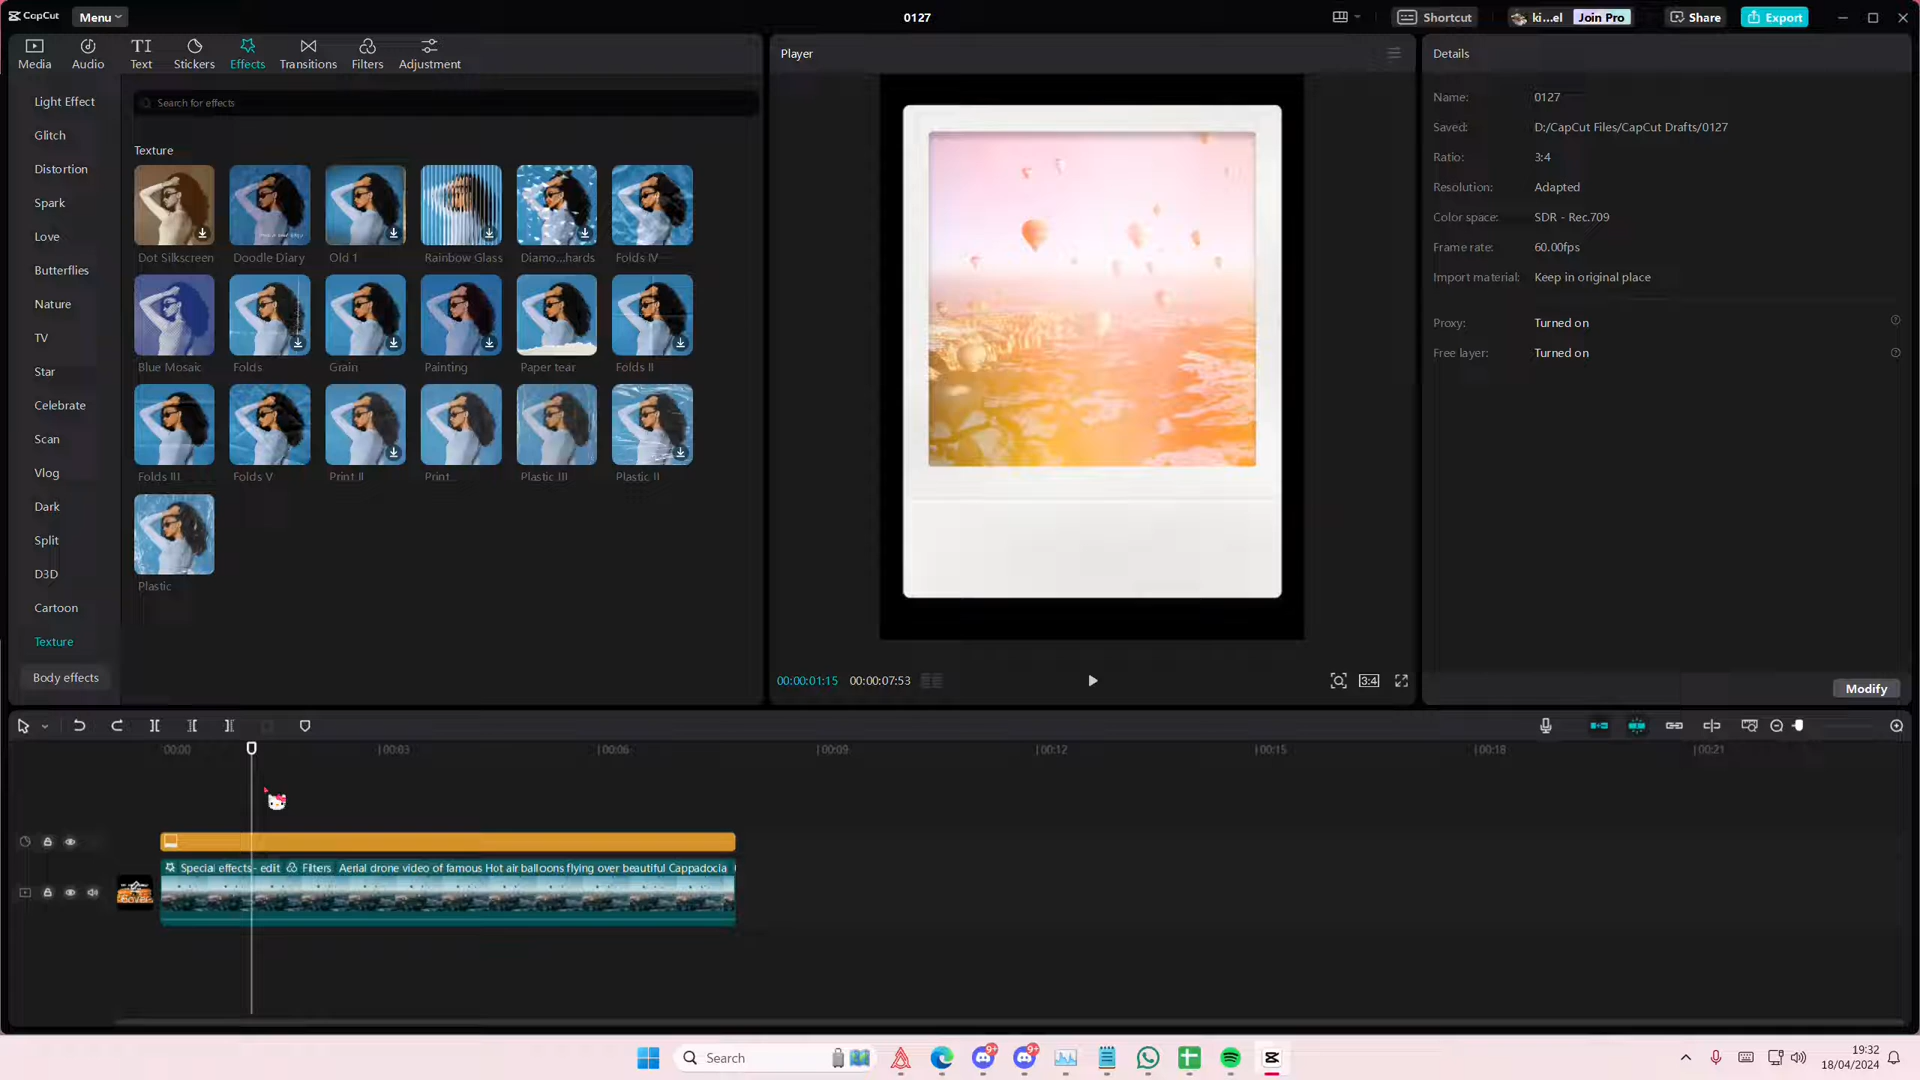 CapCut
Menu
0127
Shortcut
ki...el
Join Pro
Share
Export
Media
Audio
Text
Stickers
Effects
Transitions
Filters
Adjustment
Light Effect
Glitch
Distortion
Spark
Love
Butterflies
Nature
TV
Star
Celebrate
Scan
Vlog
Dark
Split
D3D
Cartoon
Texture
Body effects
Search for effects
Texture
Dot Silkscreen
Doodle Diary
Old 1
Rainbow Glass
Diamo...hards
Folds IV
Blue Mosaic
Folds
Grain
Painting
Paper tear
Folds II
Folds III
Folds V
Print II
Print...
Plastic III
Plastic II
Plastic
Player
00:00:01:15
00:00:07:53
3:4
Details
Name: 0127
Saved: D:/CapCut Files/CapCut Drafts/0127
Ratio: 3:4
Resolution: Adapted
Color space: SDR - Rec.709
Frame rate: 60.00fps
Import material: Keep in original place
Proxy: Turned on
Free layer: Turned on
Modify
00:00
00:03
00:06
00:09
00:12
00:15
00:18
00:21
Special effects - edit
Filters
Aerial drone video of famous Hot air balloons flying over beautiful Cappadocia
Search
9+
9+
19:32
18/04/2024